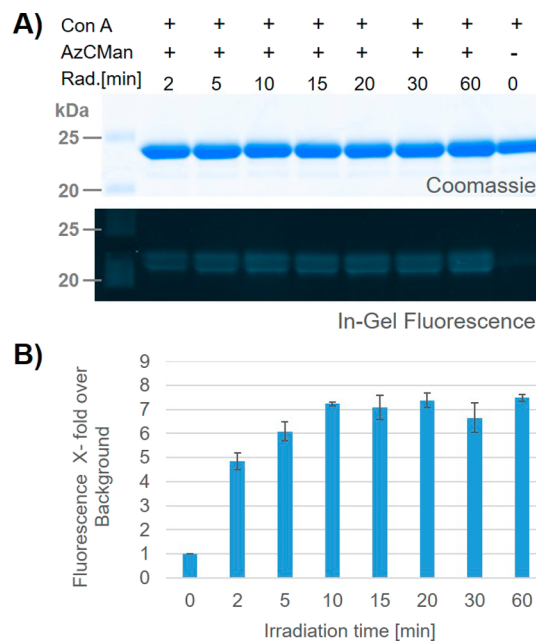 A)
Con A + + + + + + + +
AzCMan + + + + + + + -
Rad.[min] 2 5 10 15 20 30 60 0
kDa
25
20
Coomassie
25
20
In-Gel Fluorescence
B)
Fluorescence X- fold over
Background
9
8
7
6
5
4
3
2
1
0
0 2 5 10 15 20 30 60
Irradiation time [min]